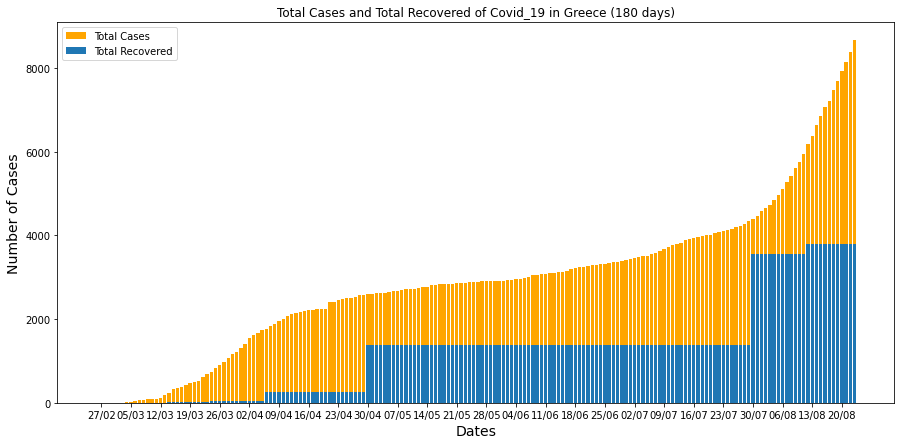 Total Cases and Total Recovered of Covid_19 in Greece (180 days)
Total Cases
Total Recovered
Number of Cases
8000
6000
4000
2000
0
27/02 05/03 12/03 19/03 26/03 02/04 09/04 16/04 23/04 30/04 07/05 14/05 21/05 28/05 04/06 11/06 18/06 25/06 02/07 09/07 16/07 23/07 30/07 06/08 13/08 20/08
Dates